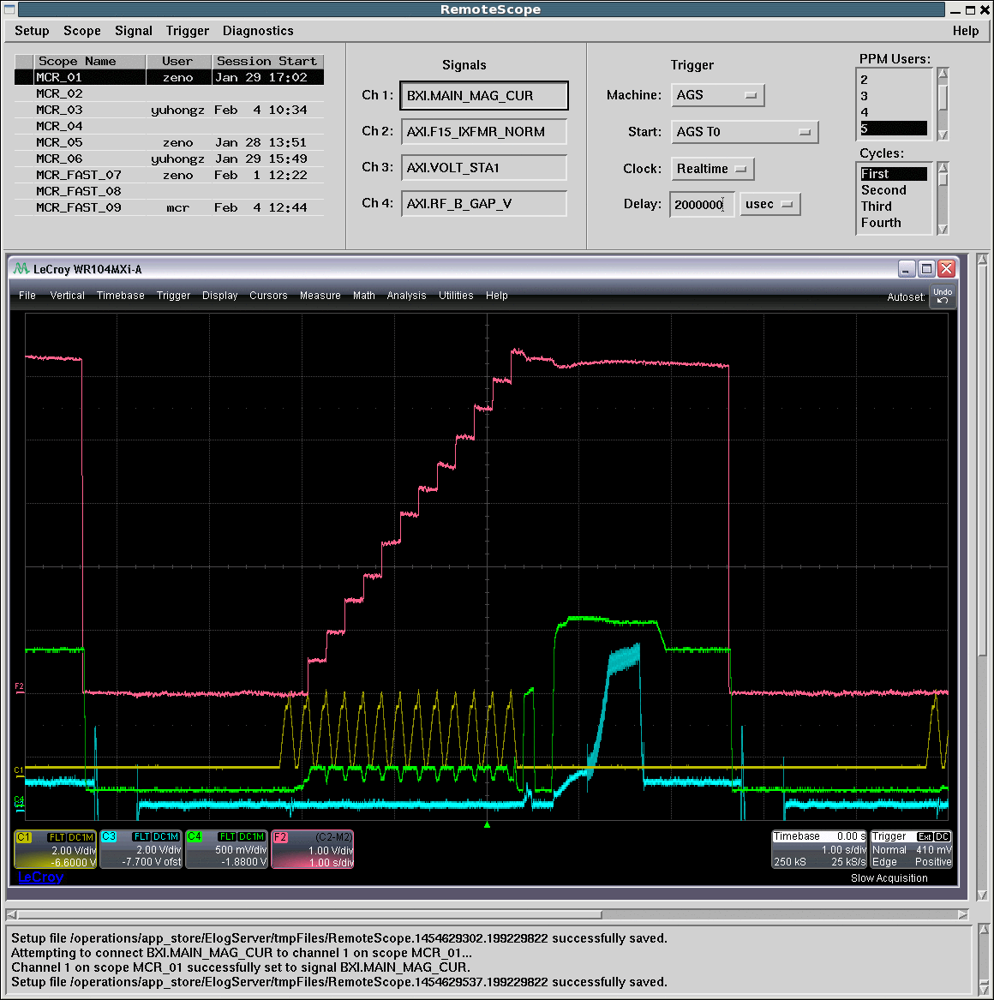 RemoteScope
Setup Scope Signal Trigger Diagnostics Help
Scope Name User Session Start
MCR_01 zeno Jan 29 17:02
MCR_02
MCR_03 yuhongz Feb 4 10:34
MCR_04
MCR_05 zeno Jan 28 13:51
MCR_06 yuhongz Jan 29 15:49
MCR_FAST_07 zeno Feb 1 12:22
MCR_FAST_08
MCR_FAST_09 mcr Feb 4 12:44
Signals
Ch 1: BXI.MAIN_MAG_CUR
Ch 2: AXI.F15_IXFMR_NORM
Ch 3: AXI.VOLT_STA1
Ch 4: AXI.RF_B_GAP_V
Trigger
Machine: AGS
Start: AGS T0
Clock: Realtime
Delay: 2000000 usec
PPM Users:
2
3
4
5
Cycles:
First
Second
Third
Fourth
LeCroy WR104MXi-A
File Vertical Timebase Trigger Display Cursors Measure Math Analysis Utilities Help
Autoset: Undo
F2
C1
C4
C1 FLT DC1M
2.00 V/div
-6.6000 V
C3 FLT DC1M
2.00 V/div
-7.700 V ofst
C4 FLT DC1M
500 mV/div
-1.8800 V
F2 (C2-M2)
1.00 V/div
1.00 s/div
Timebase 0.00 s
1.00 s/div
250 kS 25 kS/s
Trigger Ext DC
Normal 410 mV
Edge Positive
LeCroy
Slow Acquisition
Setup file /operations/app_store/ElogServer/tmpFiles/RemoteScope.1454629302.199229822 successfully saved.
Attempting to connect BXI.MAIN_MAG_CUR to channel 1 on scope MCR_01...
Channel 1 on scope MCR_01 successfully set to signal BXI.MAIN_MAG_CUR.
Setup file /operations/app_store/ElogServer/tmpFiles/RemoteScope.1454629537.199229822 successfully saved.